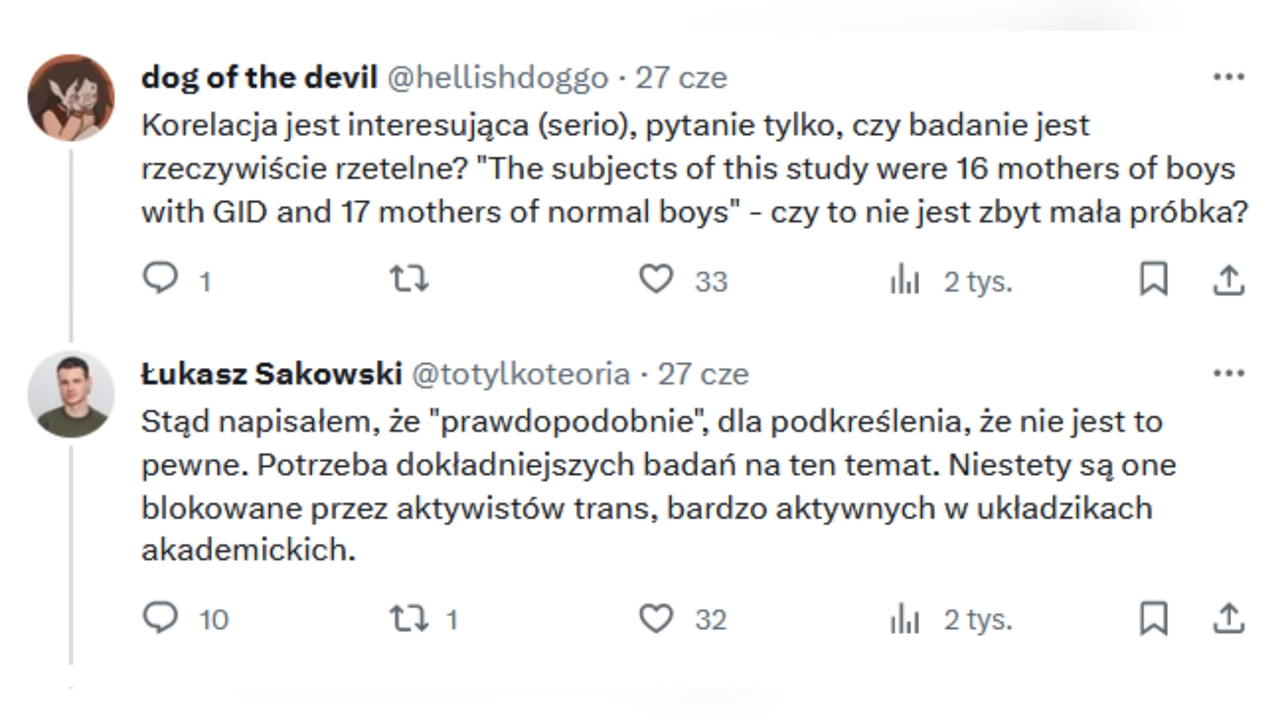 dog of the devil @hellishdoggo · 27 cze
Korelacja jest interesująca (serio), pytanie tylko, czy badanie jest
rzeczywiście rzetelne? "The subjects of this study were 16 mothers of boys
with GID and 17 mothers of normal boys" - czy to nie jest zbyt mała próbka?
1 33 2 tys.
Łukasz Sakowski @totylkoteoria · 27 cze
Stąd napisałem, że "prawdopodobnie", dla podkreślenia, że nie jest to
pewne. Potrzeba dokładniejszych badań na ten temat. Niestety są one
blokowane przez aktywistów trans, bardzo aktywnych w układzikach
akademickich.
10 1 32 2 tys.